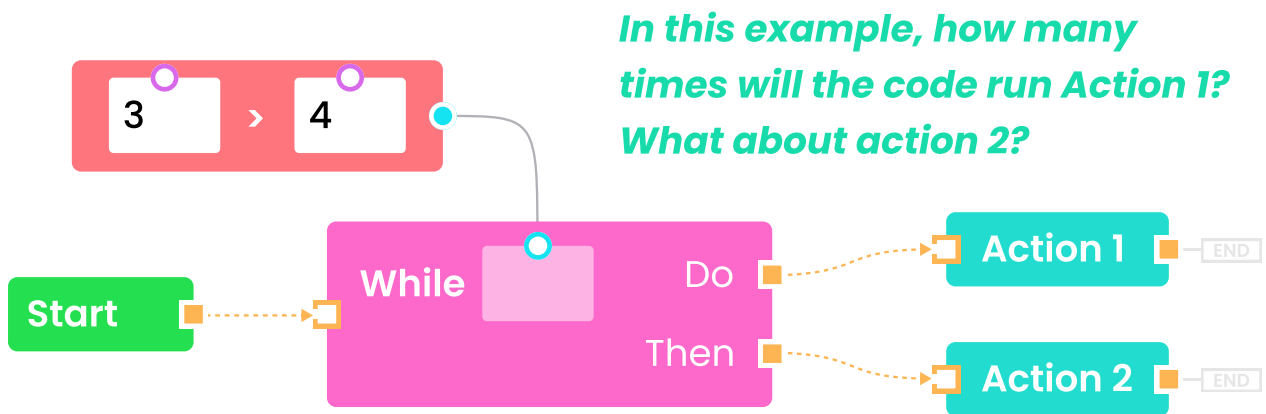 In this example, how many
times will the code run Action 1?
What about action 2?
3 > 4
While
Do
Then
Start
Action 1
END
Action 2
END